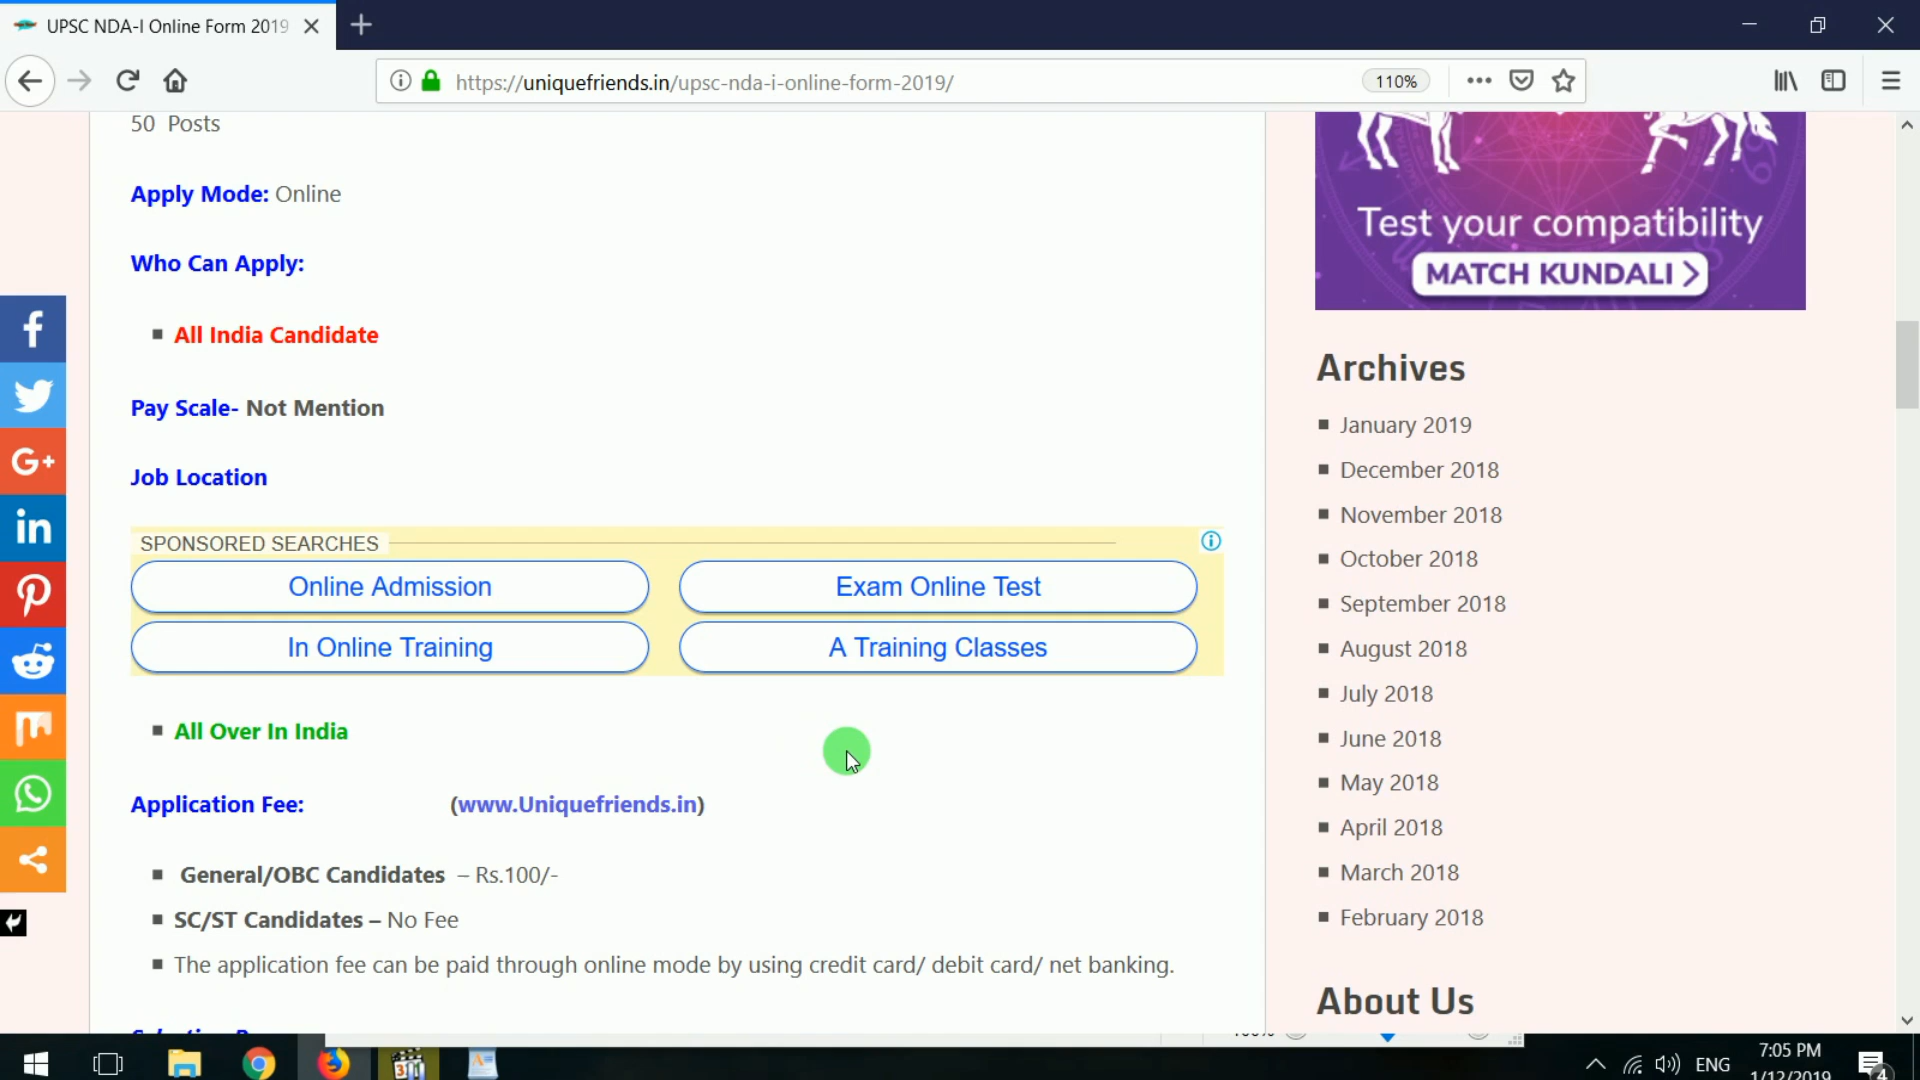 UPSC NDA-I Online Form 2019
https://uniquefriends.in/upsc-nda-i-online-form-2019/
110%
50 Posts
Apply Mode: Online
Who Can Apply:
All India Candidate
Pay Scale- Not Mention
Job Location
SPONSORED SEARCHES
Online Admission
Exam Online Test
In Online Training
A Training Classes
All Over In India
Application Fee: (www.Uniquefriends.in)
General/OBC Candidates – Rs.100/-
SC/ST Candidates – No Fee
The application fee can be paid through online mode by using credit card/ debit card/ net banking.
Test your compatibility
MATCH KUNDALI
Archives
January 2019
December 2018
November 2018
October 2018
September 2018
August 2018
July 2018
June 2018
May 2018
April 2018
March 2018
February 2018
About Us
ENG
7:05 PM
1/12/2019
4